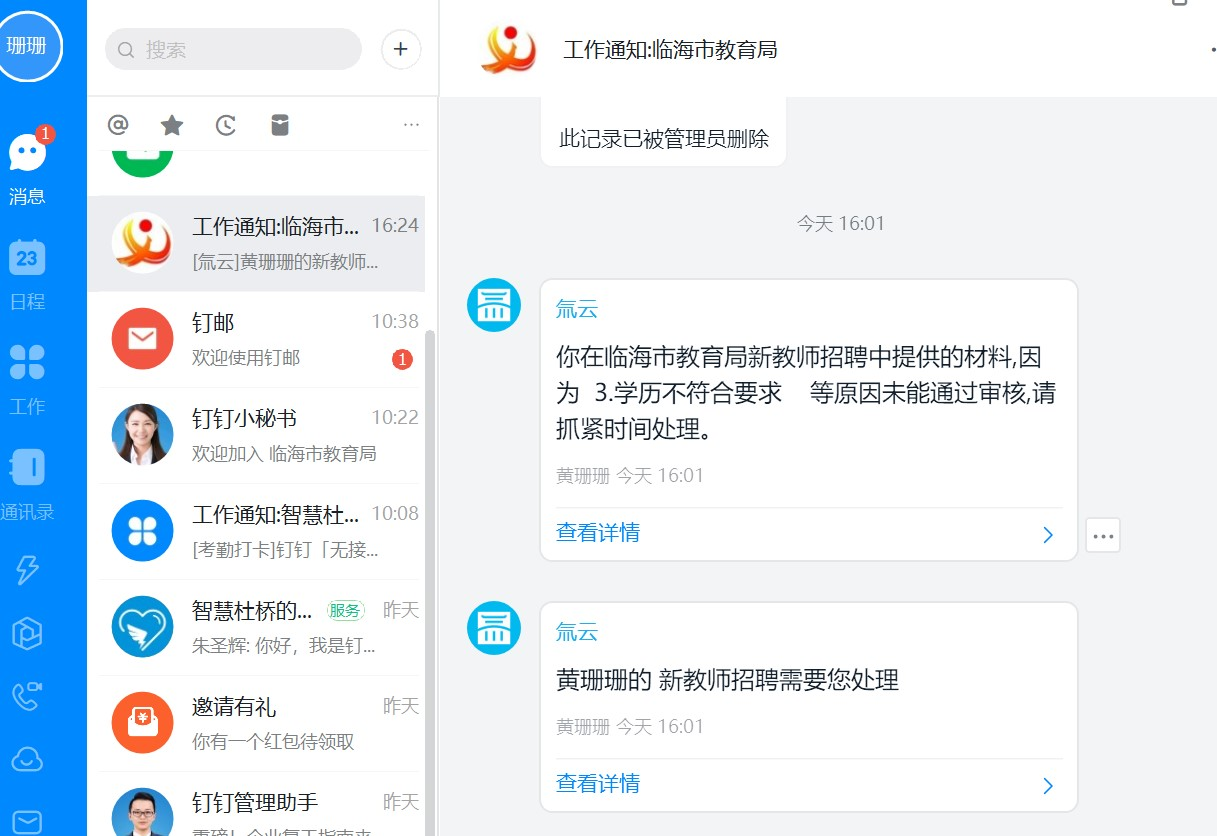 珊珊
1
消息
23
日程
工作
通讯录
搜索
工作通知:临海市... 16:24
[氚云]黄珊珊的新教师...
钉邮 10:38
欢迎使用钉邮 1
钉钉小秘书 10:22
欢迎加入 临海市教育局
工作通知:智慧杜... 10:08
[考勤打卡]钉钉「无接...
智慧杜桥的... 服务 昨天
朱圣辉: 你好，我是钉...
邀请有礼 昨天
你有一个红包待领取
钉钉管理助手 昨天
工作通知:临海市教育局
此记录已被管理员删除
今天 16:01
氚云
你在临海市教育局新教师招聘中提供的材料,因
为 3.学历不符合要求 等原因未能通过审核,请
抓紧时间处理。
黄珊珊 今天 16:01
查看详情
氚云
黄珊珊的 新教师招聘需要您处理
黄珊珊 今天 16:01
查看详情